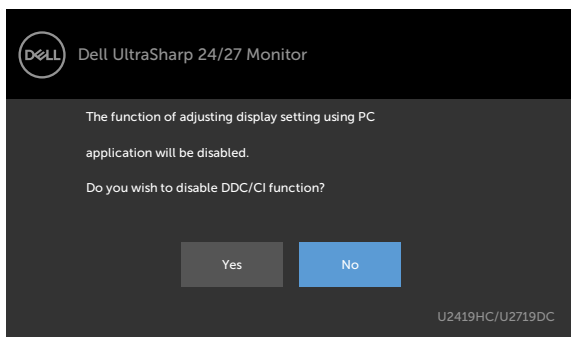 DELL
Dell UltraSharp 24/27 Monitor
The function of adjusting display setting using PC
application will be disabled.
Do you wish to disable DDC/CI function?
Yes
No
U2419HC/U2719DC